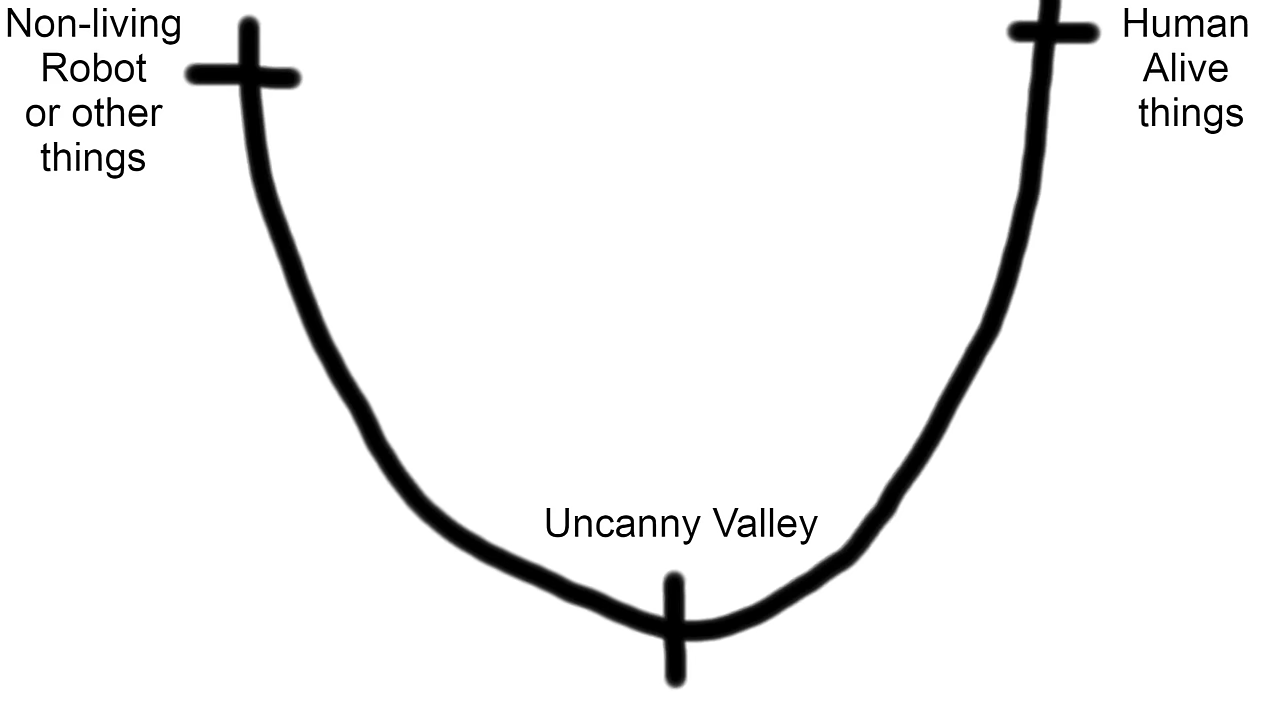 Non-living
Robot
or other
things
Human
Alive
things
Uncanny Valley